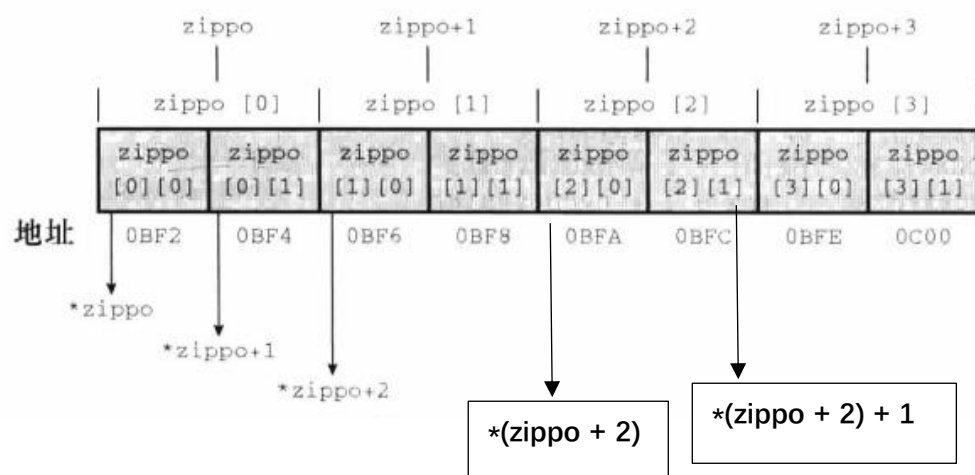 zippo zippo+1 zippo+2 zippo+3
zippo [0] zippo [1] zippo [2] zippo [3]
zippo zippo zippo zippo zippo zippo zippo zippo
[0][0] [0][1] [1][0] [1][1] [2][0] [2][1] [3][0] [3][1]
地址 0BF2 0BF4 0BF6 0BF8 0BFA 0BFC 0BFE 0C00
*zippo
*zippo+1
*zippo+2
*(zippo + 2) *(zippo + 2) + 1